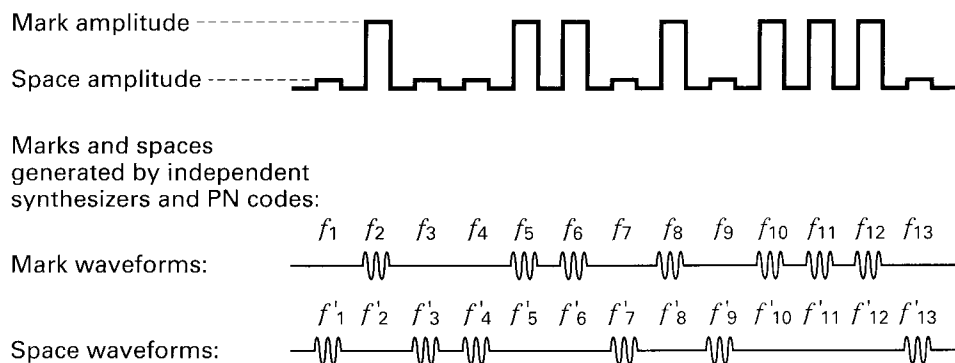 Mark amplitude
Space amplitude
Marks and spaces
generated by independent
synthesizers and PN codes:
f1 f2 f3 f4 f5 f6 f7 f8 f9 f10 f11 f12 f13
Mark waveforms:
f'1 f'2 f'3 f'4 f'5 f'6 f'7 f'8 f'9 f'10 f'11 f'12 f'13
Space waveforms: